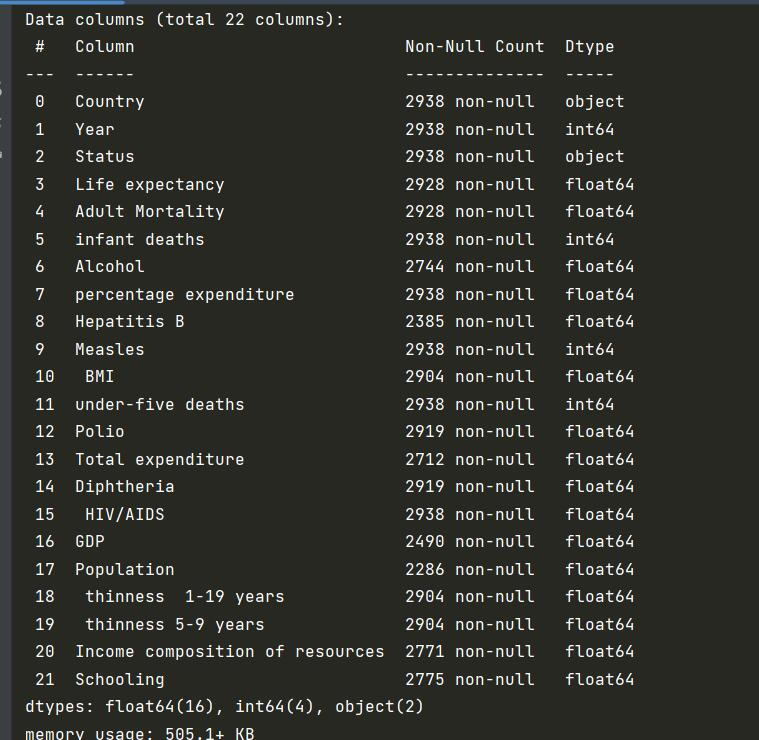 Data columns (total 22 columns):
 #   Column                           Non-Null Count  Dtype
---  ------                           --------------  -----
 0   Country                          2938 non-null   object
 1   Year                             2938 non-null   int64
 2   Status                           2938 non-null   object
 3   Life expectancy                  2928 non-null   float64
 4   Adult Mortality                  2928 non-null   float64
 5   infant deaths                    2938 non-null   int64
 6   Alcohol                          2744 non-null   float64
 7   percentage expenditure           2938 non-null   float64
 8   Hepatitis B                      2385 non-null   float64
 9   Measles                          2938 non-null   int64
 10   BMI                             2904 non-null   float64
 11  under-five deaths                2938 non-null   int64
 12  Polio                            2919 non-null   float64
 13  Total expenditure                2712 non-null   float64
 14  Diphtheria                       2919 non-null   float64
 15   HIV/AIDS                        2938 non-null   float64
 16  GDP                              2490 non-null   float64
 17  Population                       2286 non-null   float64
 18   thinness  1-19 years            2904 non-null   float64
 19   thinness 5-9 years              2904 non-null   float64
 20  Income composition of resources  2771 non-null   float64
 21  Schooling                        2775 non-null   float64
dtypes: float64(16), int64(4), object(2)
memory usage: 505.1+ KB